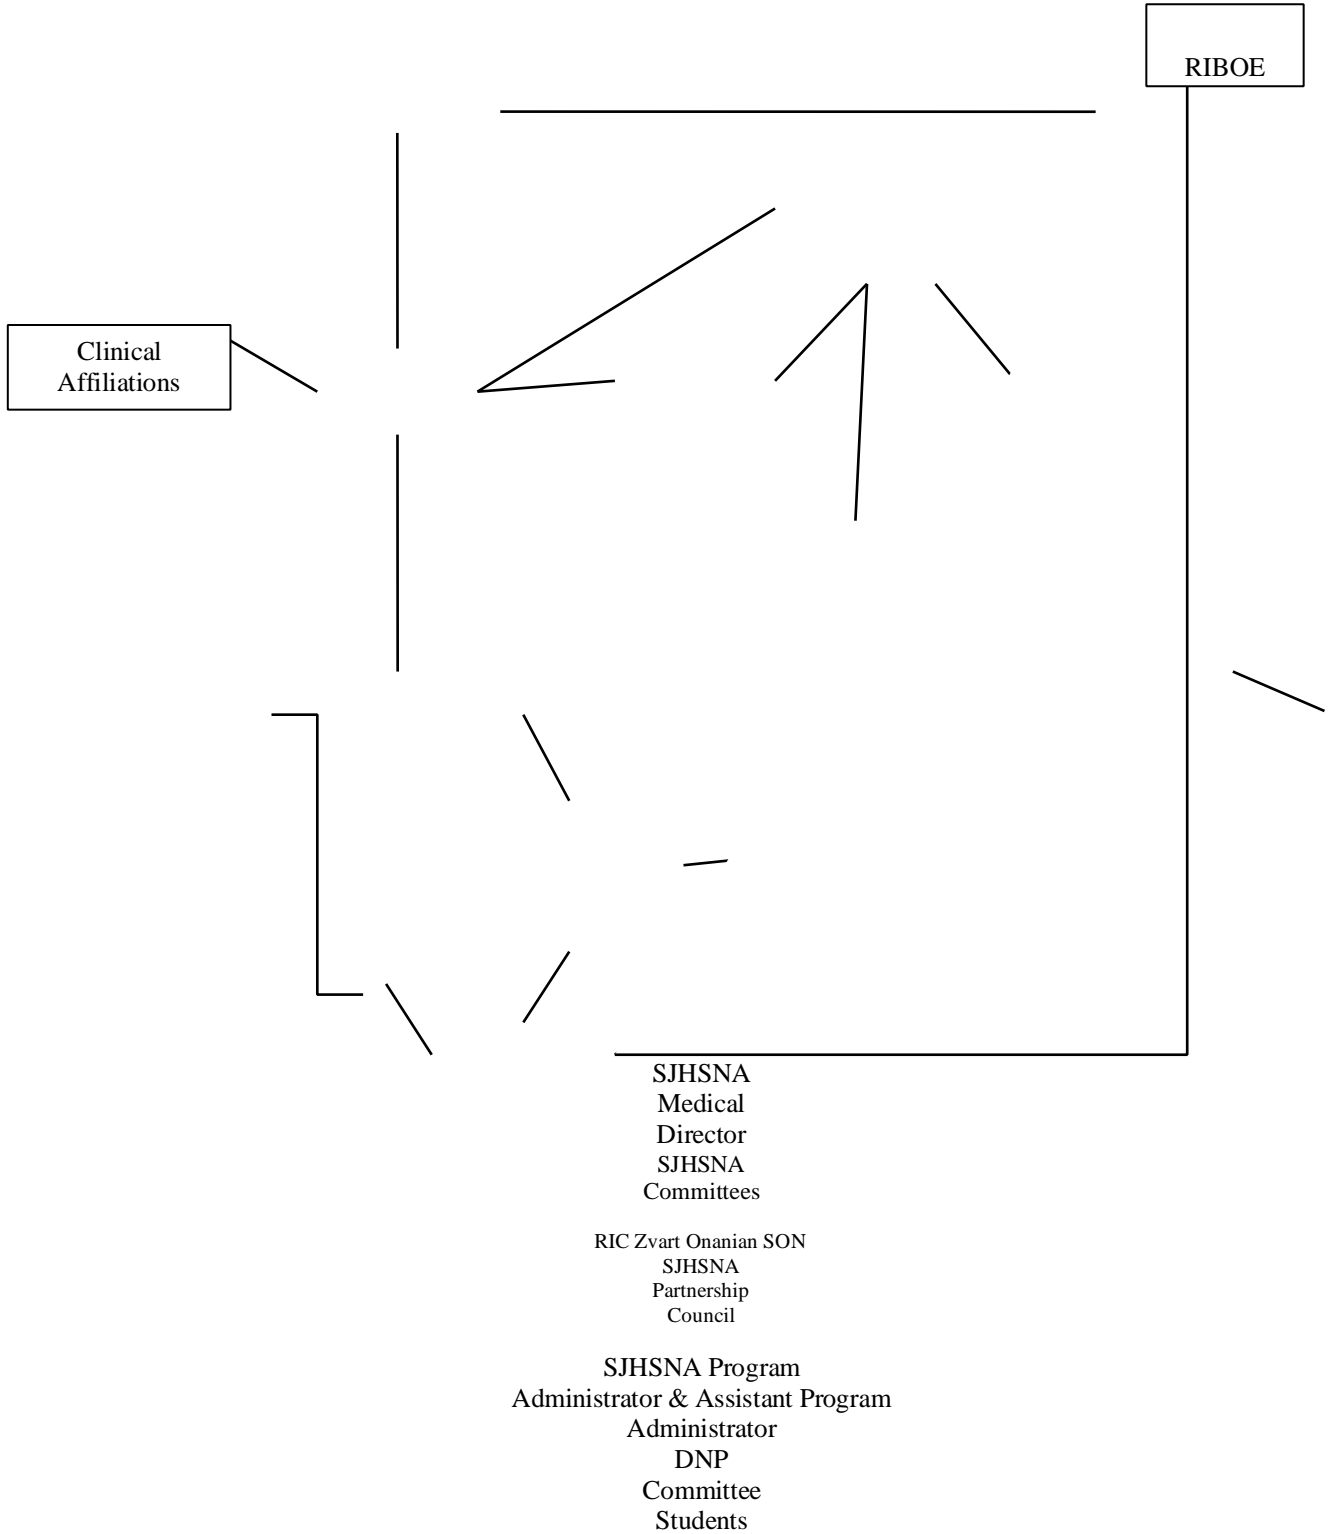 RIBOE
Clinical
Affiliations
SJHSNA
Medical
Director
SJHSNA
Committees
RIC Zvart Onanian SON
SJHSNA
Partnership
Council
SJHSNA Program
Administrator & Assistant Program
Administrator
DNP
Committee
Students